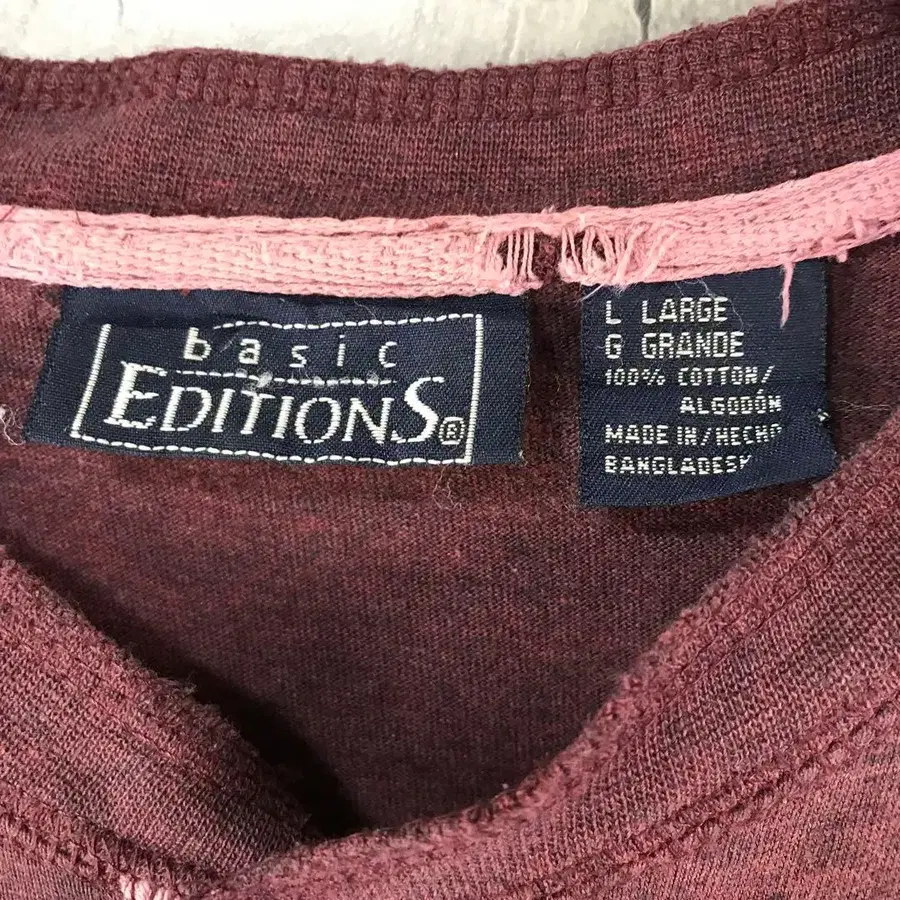 basic
EDITIONS®
L LARGE
G GRANDE
100% COTTON/
ALGODÓN
MADE IN/HECHO
BANGLADESH